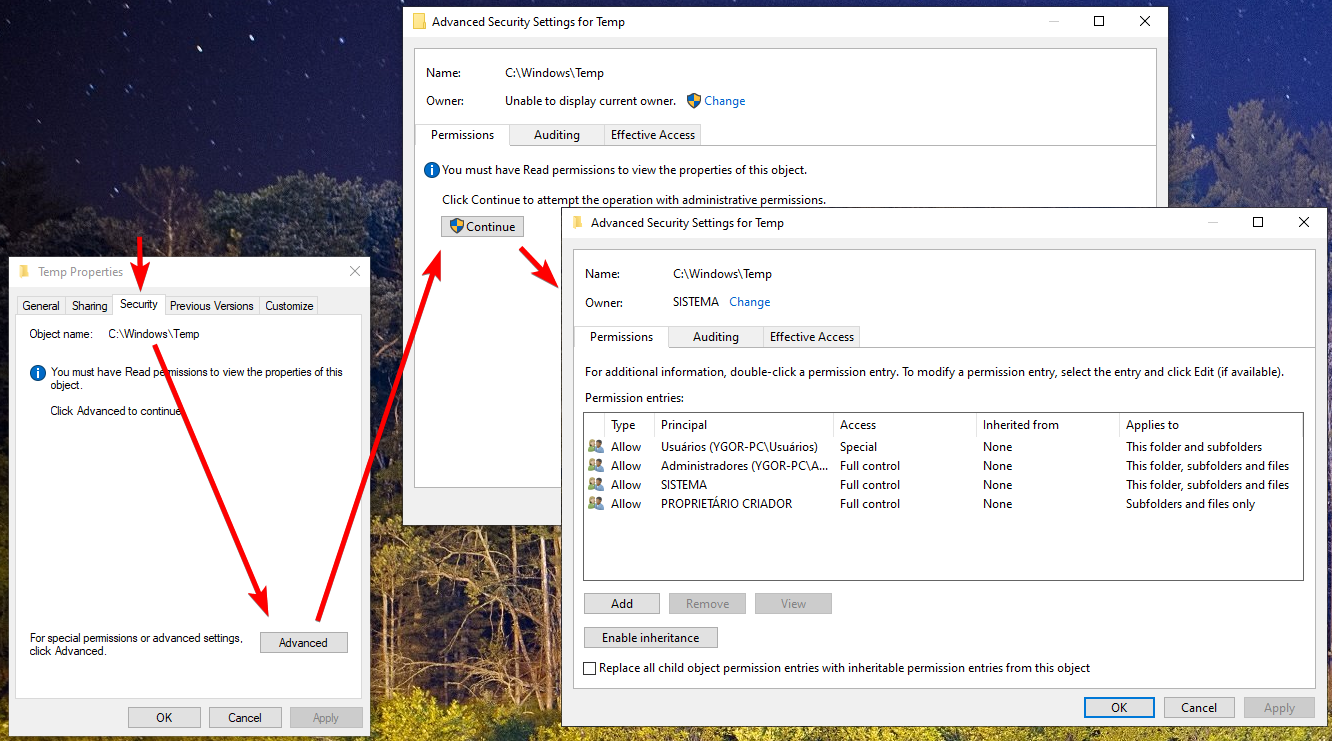 Advanced Security Settings for Temp
Name: C:\Windows\Temp
Owner: Unable to display current owner. Change
Permissions Auditing Effective Access
You must have Read permissions to view the properties of this object.
Click Continue to attempt the operation with administrative permissions.
Continue
Temp Properties
General Sharing Security Previous Versions Customize
Object name: C:\Windows\Temp
You must have Read permissions to view the properties of this
object.
Click Advanced to continue
For special permissions or advanced settings,
click Advanced.
Advanced
OK Cancel Apply
Advanced Security Settings for Temp
Name: C:\Windows\Temp
Owner: SISTEMA Change
Permissions Auditing Effective Access
For additional information, double-click a permission entry. To modify a permission entry, select the entry and click Edit (if available).
Permission entries:
Type Principal Access Inherited from Applies to
Allow Usuários (YGOR-PC\Usuários) Special None This folder and subfolders
Allow Administradores (YGOR-PC\A... Full control None This folder, subfolders and files
Allow SISTEMA Full control None This folder, subfolders and files
Allow PROPRIETÁRIO CRIADOR Full control None Subfolders and files only
Add Remove View
Enable inheritance
Replace all child object permission entries with inheritable permission entries from this object
OK Cancel Apply